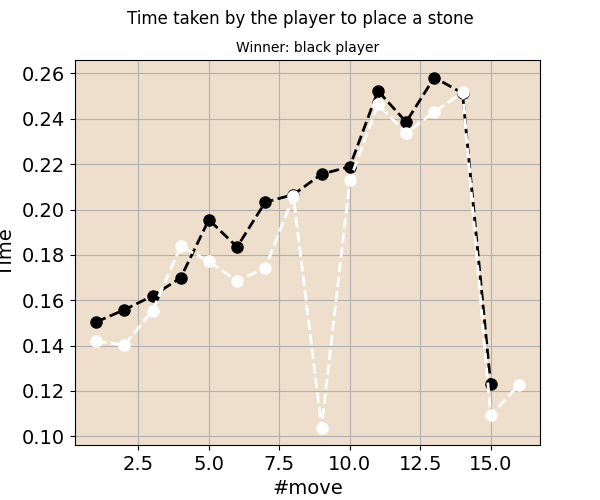 Time taken by the player to place a stone
Winner: black player
0.26
0.24
0.22
0.20
0.18
0.16
0.14
0.12
0.10
Time
2.5 5.0 7.5 10.0 12.5 15.0
#move